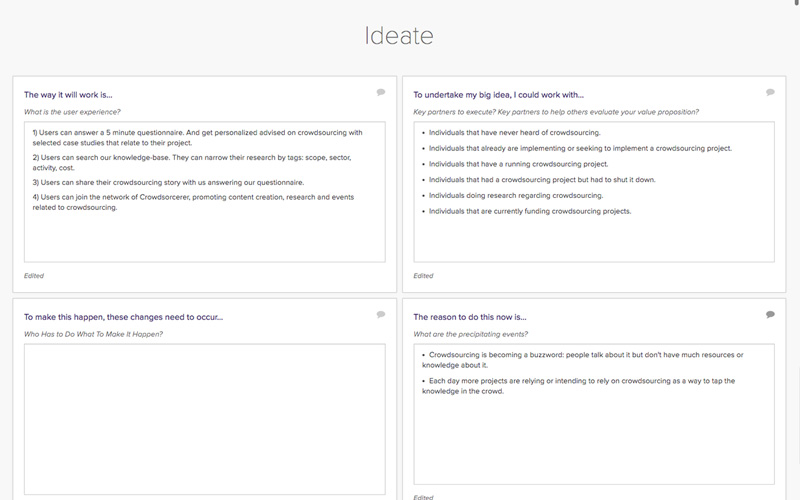 Ideate
The way it will work is...
What is the user experience?
1) Users can answer a 5 minute questionnaire. And get personalized advised on crowdsourcing with
selected case studies that relate to their project.
2) Users can search our knowledge-base. They can narrow their research by tags: scope, sector,
activity, cost.
3) Users can share their crowdsourcing story with us answering our questionnaire.
4) Users can join the network of Crowdsorcerer, promoting content creation, research and events
related to crowdsourcing.
Edited
To undertake my big idea, I could work with...
Key partners to execute? Key partners to help others evaluate your value proposition?
• Individuals that have never heard of crowdsourcing.
• Individuals that already are implementing or seeking to implement a crowdsourcing project.
• Individuals that have a running crowdsourcing project.
• Individuals that had a crowdsourcing project but had to shut it down.
• Individuals doing research regarding crowdsourcing.
• Individuals that are currently funding crowdsourcing projects.
Edited
To make this happen, these changes need to occur...
Who Has to Do What To Make It Happen?
The reason to do this now is...
What are the precipitating events?
• Crowdsourcing is becoming a buzzword: people talk about it but don't have much resources or
knowledge about it.
• Each day more projects are relying or intending to rely on crowdsourcing as a way to tap the
knowledge in the crowd.
Edited